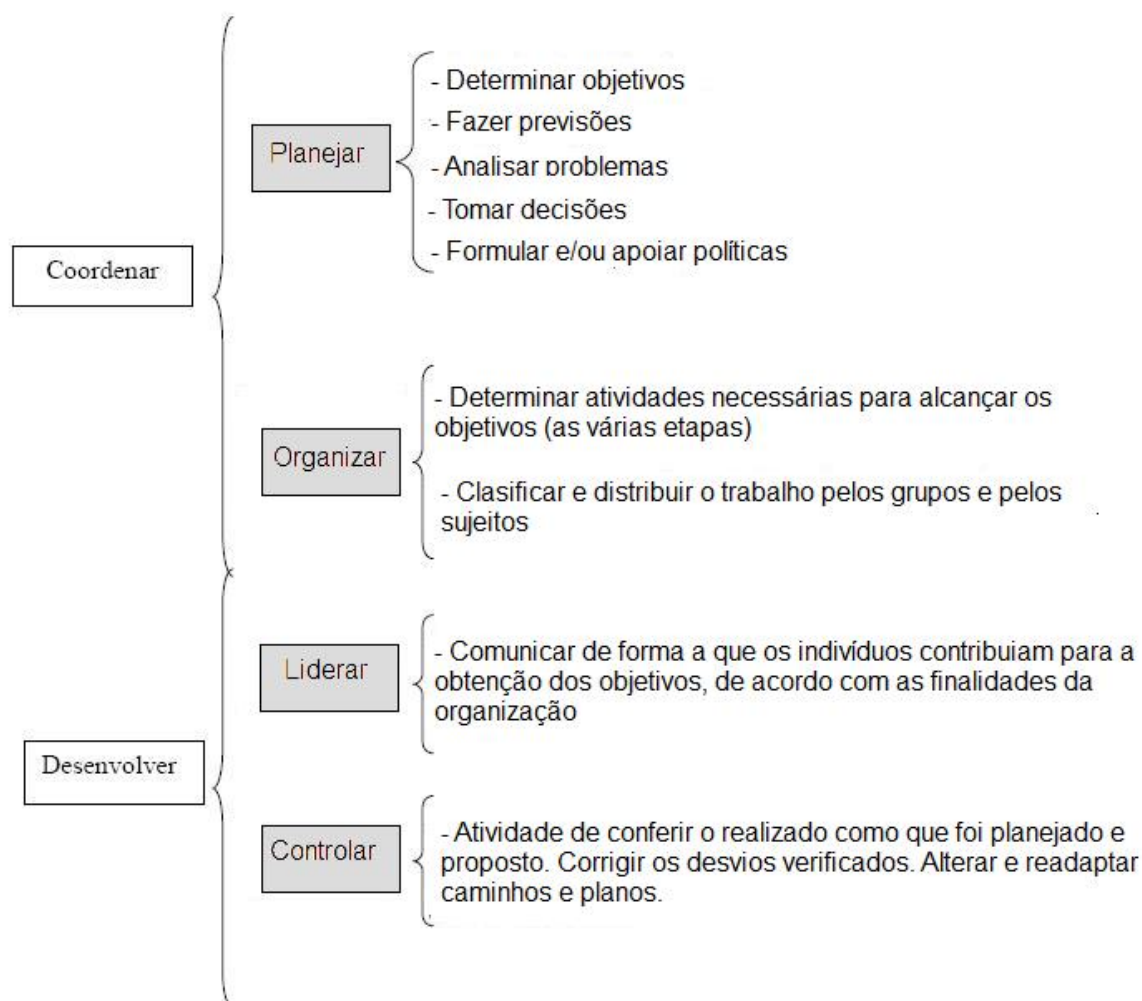 Coordenar
Planejar
- Determinar objetivos
- Fazer previsões
- Analisar problemas
- Tomar decisões
- Formular e/ou apoiar políticas
Organizar
- Determinar atividades necessárias para alcançar os
objetivos (as várias etapas)
- Clasificar e distribuir o trabalho pelos grupos e pelos
sujeitos
Desenvolver
Liderar
- Comunicar de forma a que os indivíduos contribuiam para a
obtenção dos objetivos, de acordo com as finalidades da
organização
Controlar
- Atividade de conferir o realizado como que foi planejado e
proposto. Corrigir os desvios verificados. Alterar e readaptar
caminhos e planos.